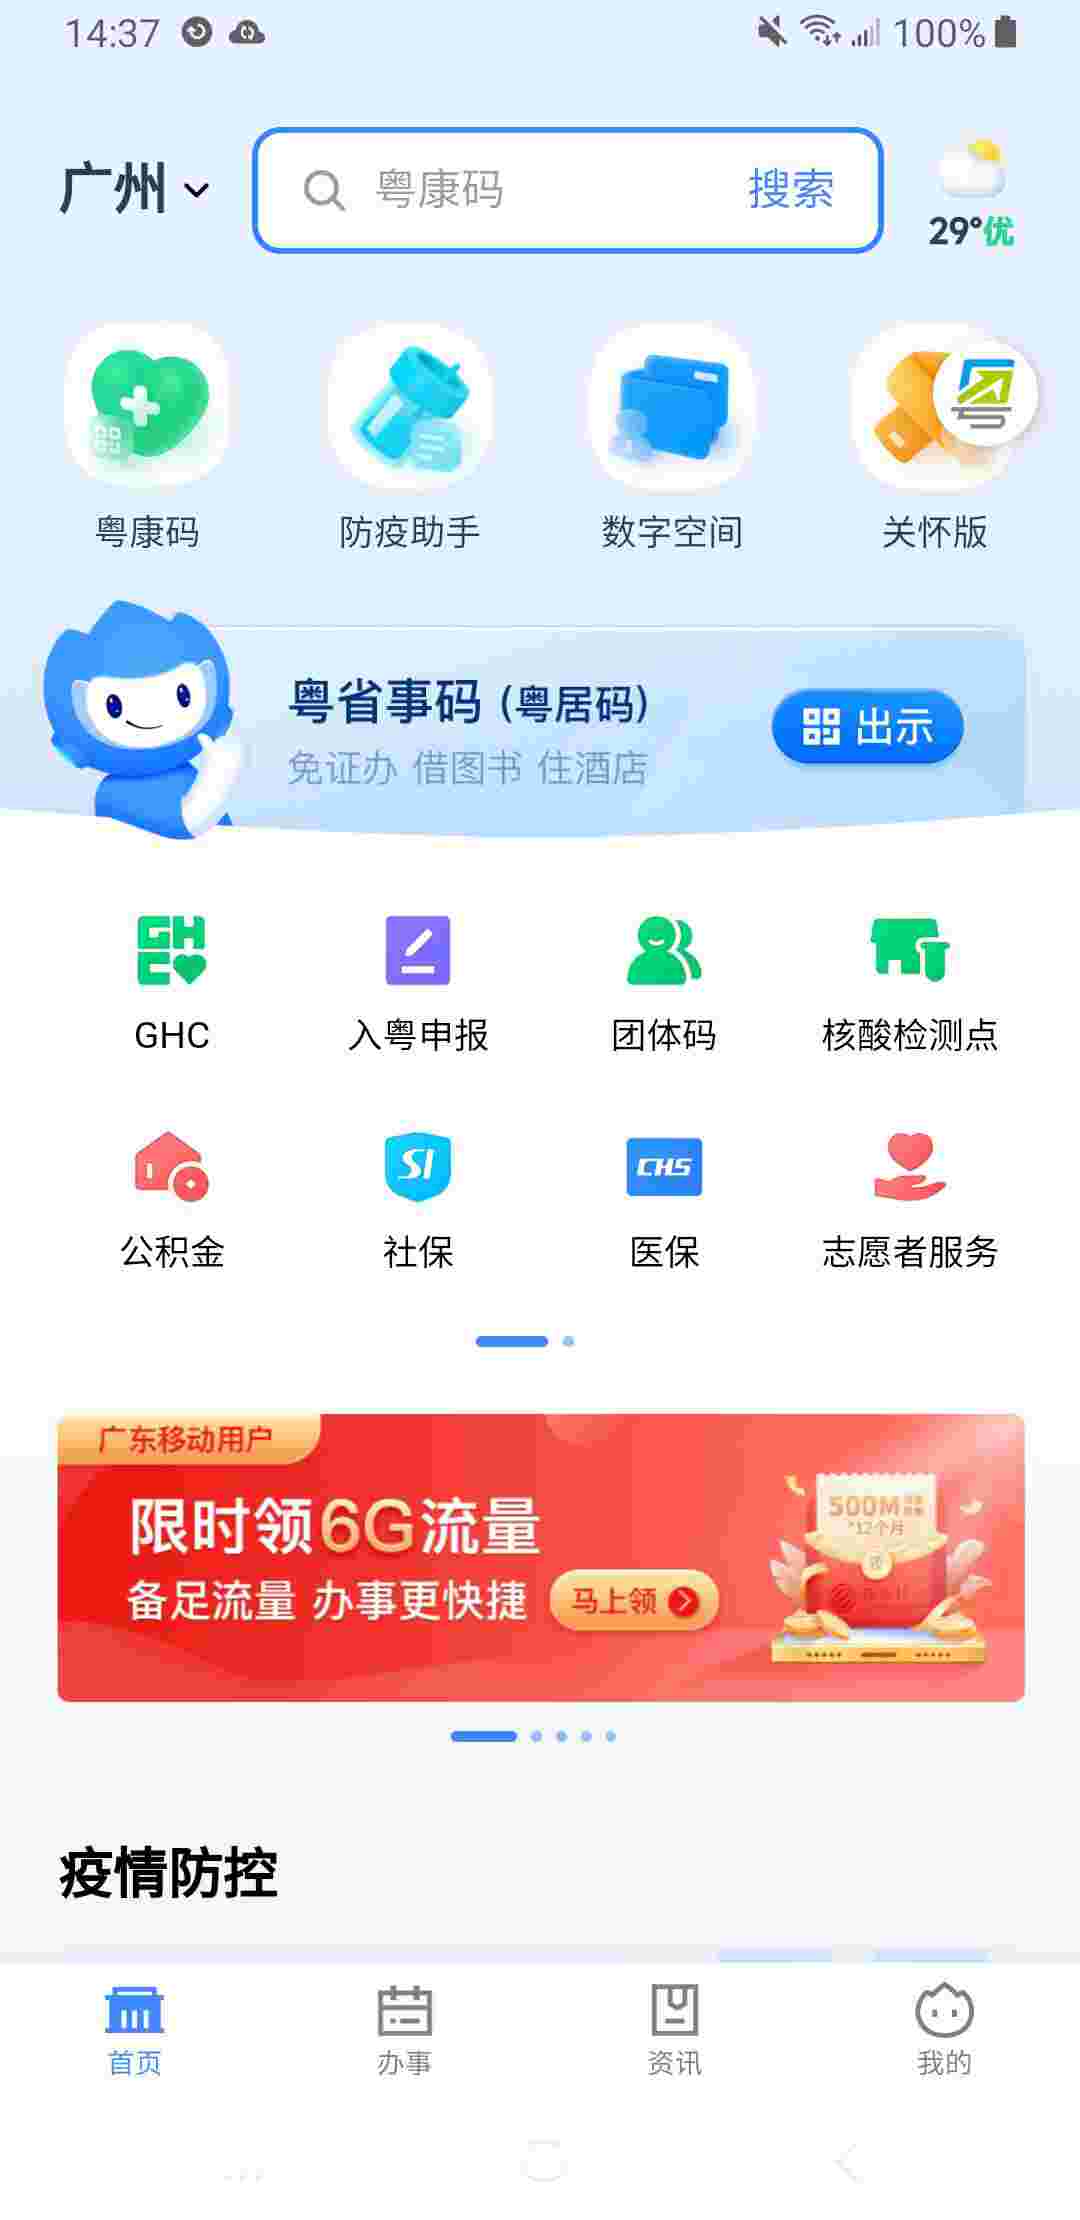 14:37
100%
广州
粤康码
搜索
29°优
粤康码
防疫助手
数字空间
关怀版
粤省事码 (粤居码)
免证办 借图书 住酒店
出示
GHC
GHC
入粤申报
团体码
核酸检测点
SI
CHS
公积金
社保
医保
志愿者服务
广东移动用户
限时领6G流量
备足流量 办事更快捷
马上领
500M
*12个月
疫情防控
首页
办事
资讯
我的